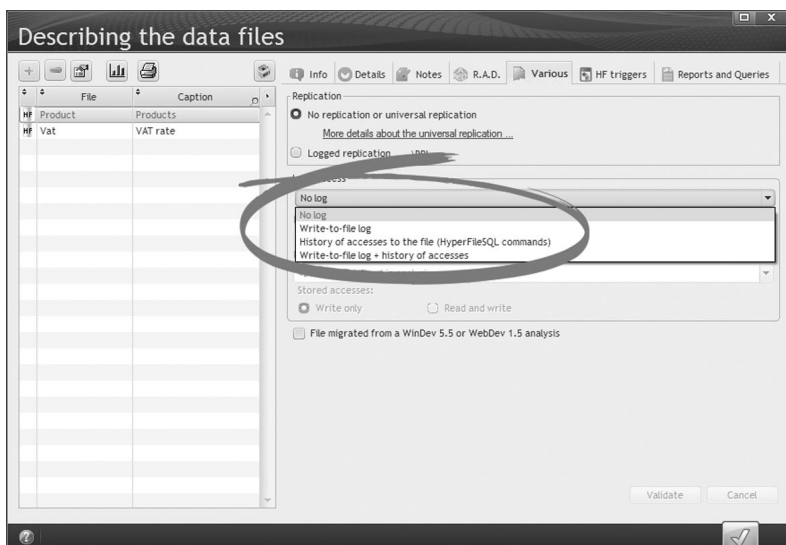 Describing the data files
Info Details Notes R.A.D. Various HF triggers Reports and Queries
File Caption
HF Product Products
HF Vat VAT rate
Replication
No replication or universal replication
More details about the universal replication ...
Logged replication
No log
No log
Write-to-file log
History of accesses to the file (HyperFileSQL commands)
Write-to-file log + history of accesses
Stored accesses:
Write only Read and write
File migrated from a WinDev 5.5 or WebDev 1.5 analysis
Validate Cancel